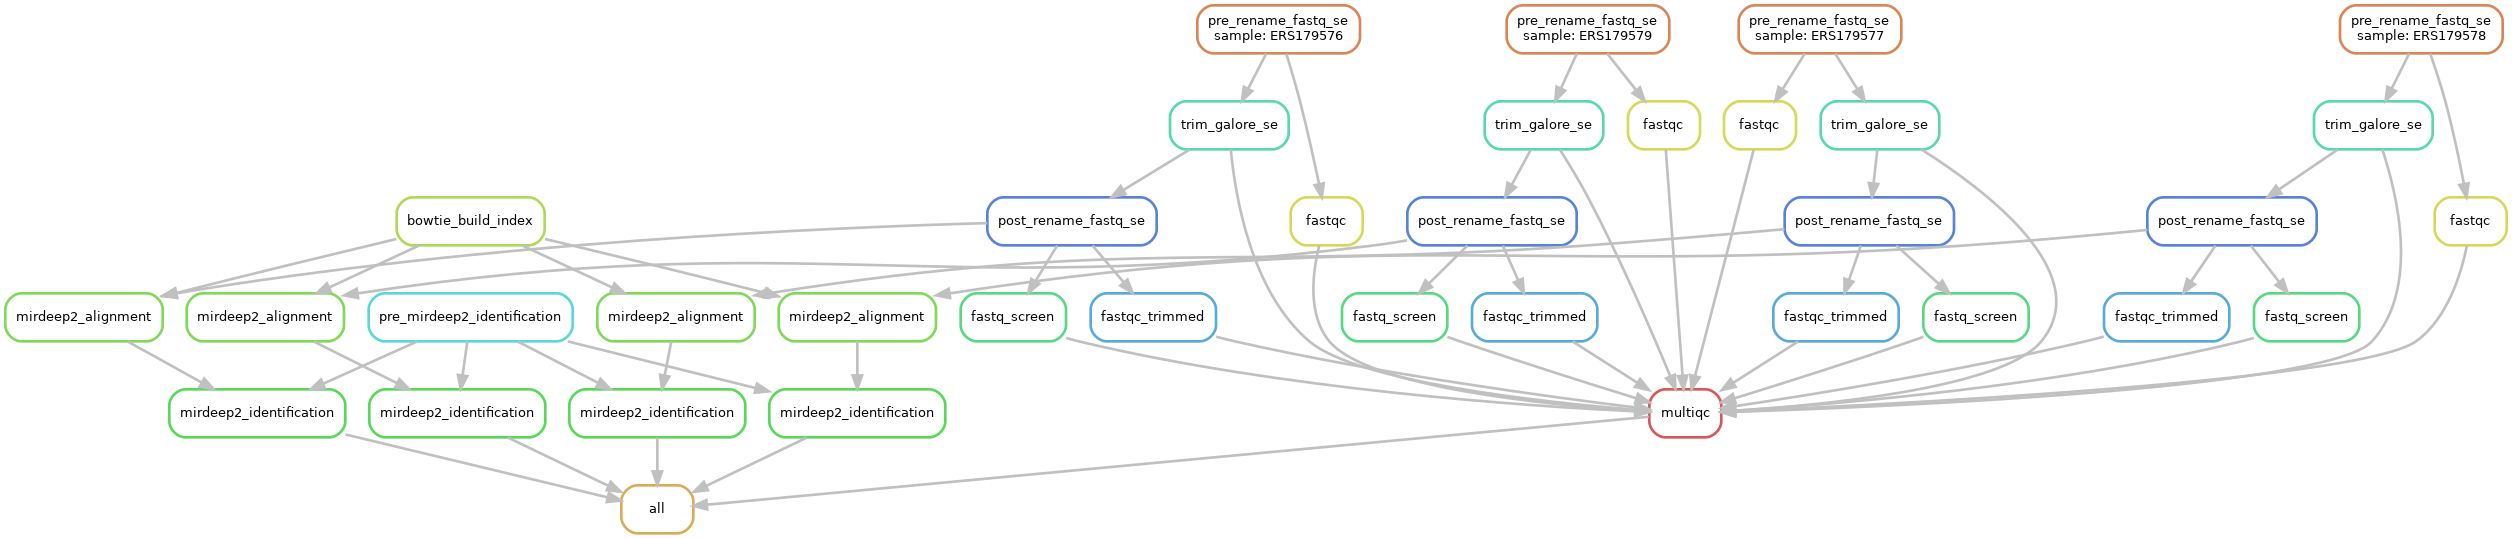 pre_rename_fastq_se
sample: ERS179576
pre_rename_fastq_se
sample: ERS179579
pre_rename_fastq_se
sample: ERS179577
pre_rename_fastq_se
sample: ERS179578
trim_galore_se
trim_galore_se
fastqc
fastqc
trim_galore_se
trim_galore_se
bowtie_build_index
post_rename_fastq_se
fastqc
post_rename_fastq_se
post_rename_fastq_se
post_rename_fastq_se
fastqc
mirdeep2_alignment
mirdeep2_alignment
pre_mirdeep2_identification
mirdeep2_alignment
mirdeep2_alignment
fastq_screen
fastqc_trimmed
fastq_screen
fastqc_trimmed
fastqc_trimmed
fastq_screen
fastqc_trimmed
fastq_screen
mirdeep2_identification
mirdeep2_identification
mirdeep2_identification
mirdeep2_identification
multiqc
all